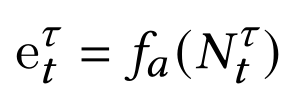 e_t^τ = f_a(N_t^τ)